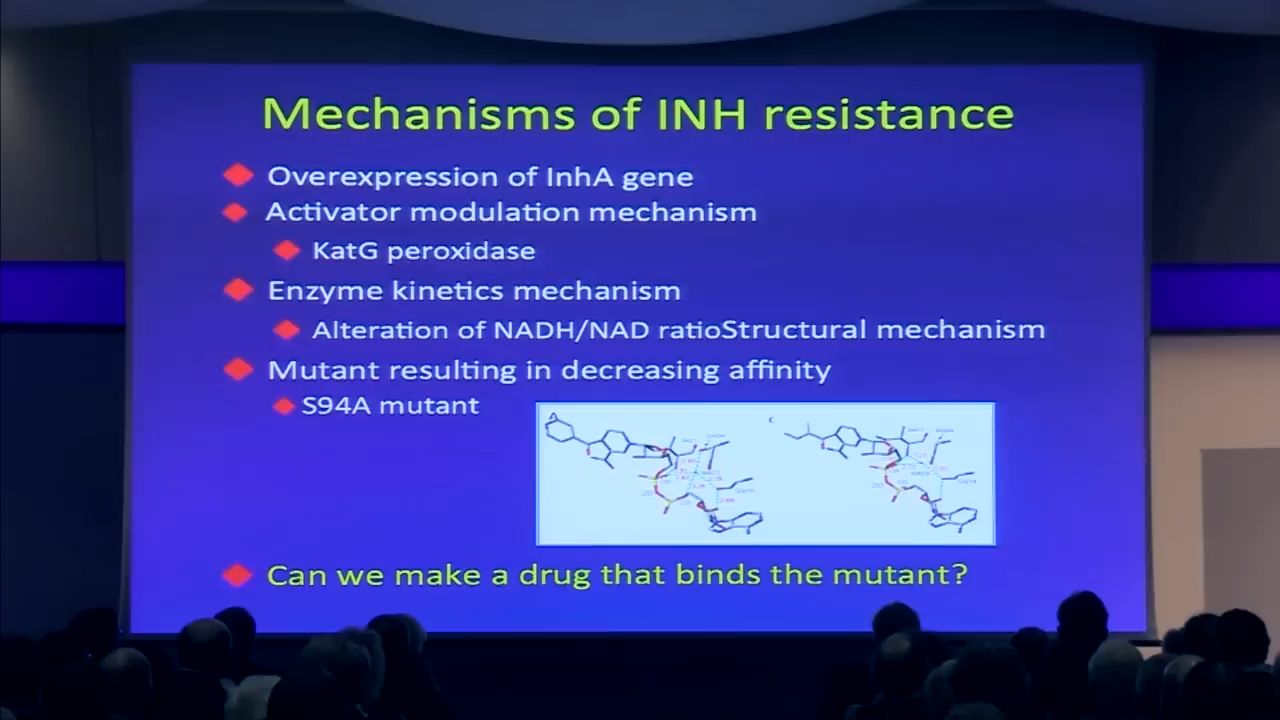 Mechanisms of INH resistance
Overexpression of InhA gene
Activator modulation mechanism
KatG peroxidase
Enzyme kinetics mechanism
Alteration of NADH/NAD ratioStructural mechanism
Mutant resulting in decreasing affinity
S94A mutant
A
c
Can we make a drug that binds the mutant?